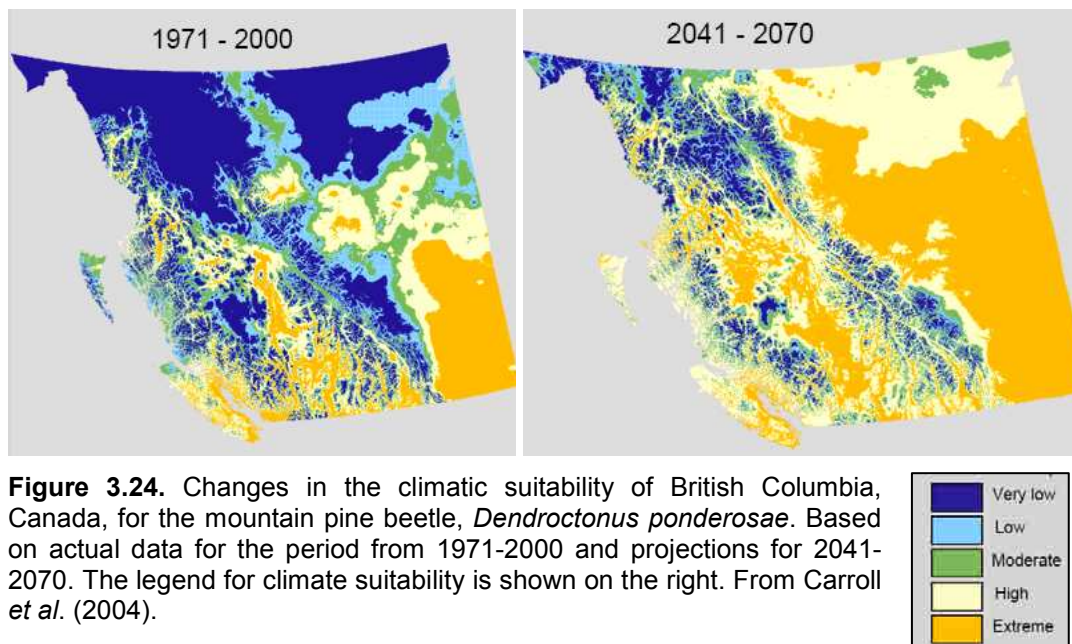 1971 - 2000
2041 - 2070
Figure 3.24. Changes in the climatic suitability of British Columbia,
Canada, for the mountain pine beetle, Dendroctonus ponderosae. Based
on actual data for the period from 1971-2000 and projections for 2041-
2070. The legend for climate suitability is shown on the right. From Carroll
et al. (2004).
Very low
Low
Moderate
High
Extreme